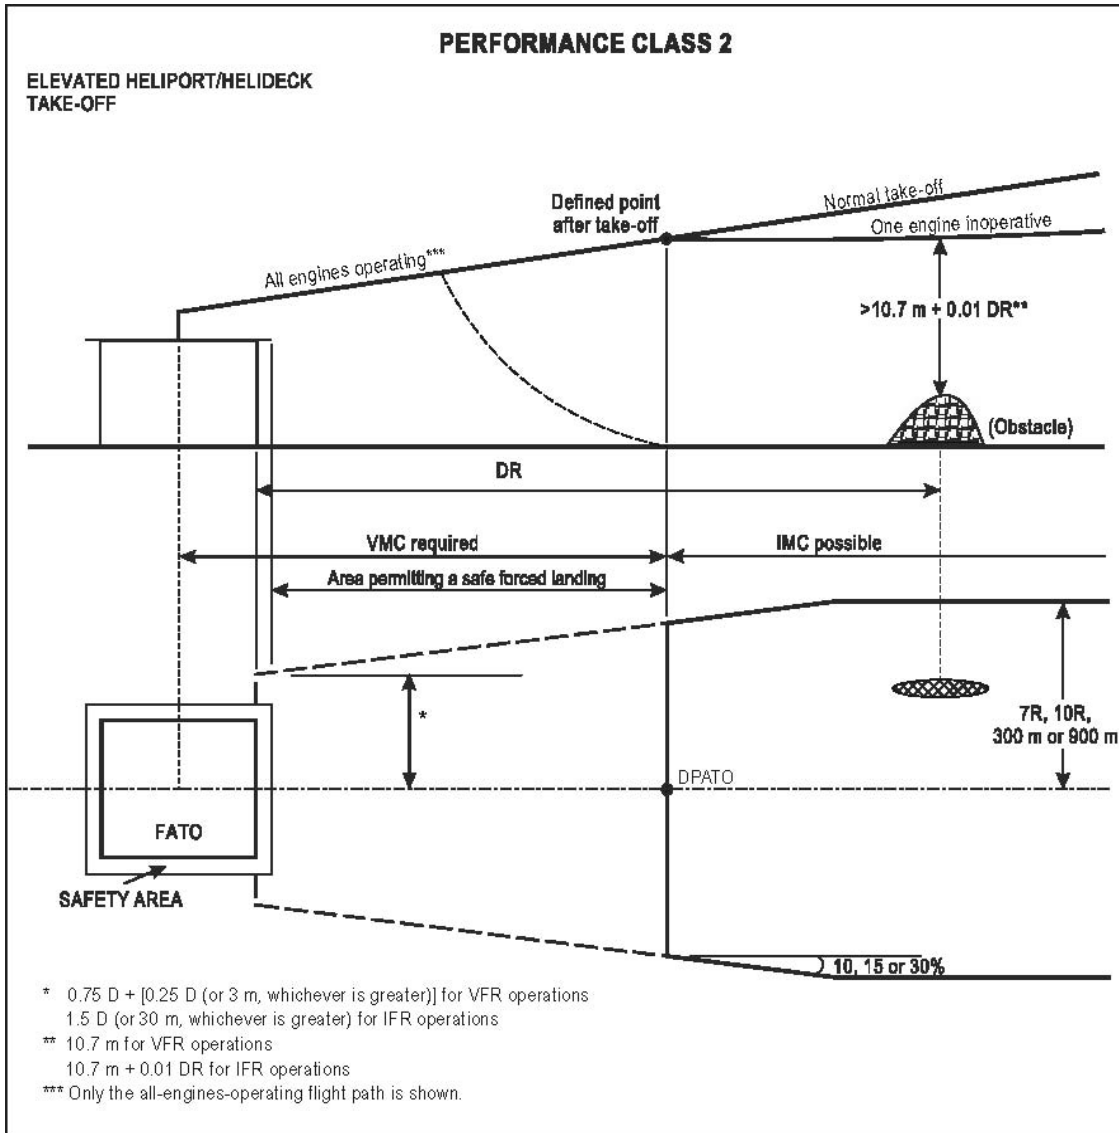 PERFORMANCE CLASS 2
ELEVATED HELIPORT/HELIDECK
TAKE-OFF
Normal take-off
Defined point
after take-off
One engine inoperative
All engines operating***
>10.7 m + 0.01 DR**
(Obstacle)
DR
VMC required
IMC possible
Area permitting a safe forced landing
*
7R, 10R,
300 m or 900 m
DPATO
FATO
SAFETY AREA
10, 15 or 30%
* 0.75 D + [0.25 D (or 3 m, whichever is greater)] for VFR operations
1.5 D (or 30 m, whichever is greater) for IFR operations
** 10.7 m for VFR operations
10.7 m + 0.01 DR for IFR operations
*** Only the all-engines-operating flight path is shown.